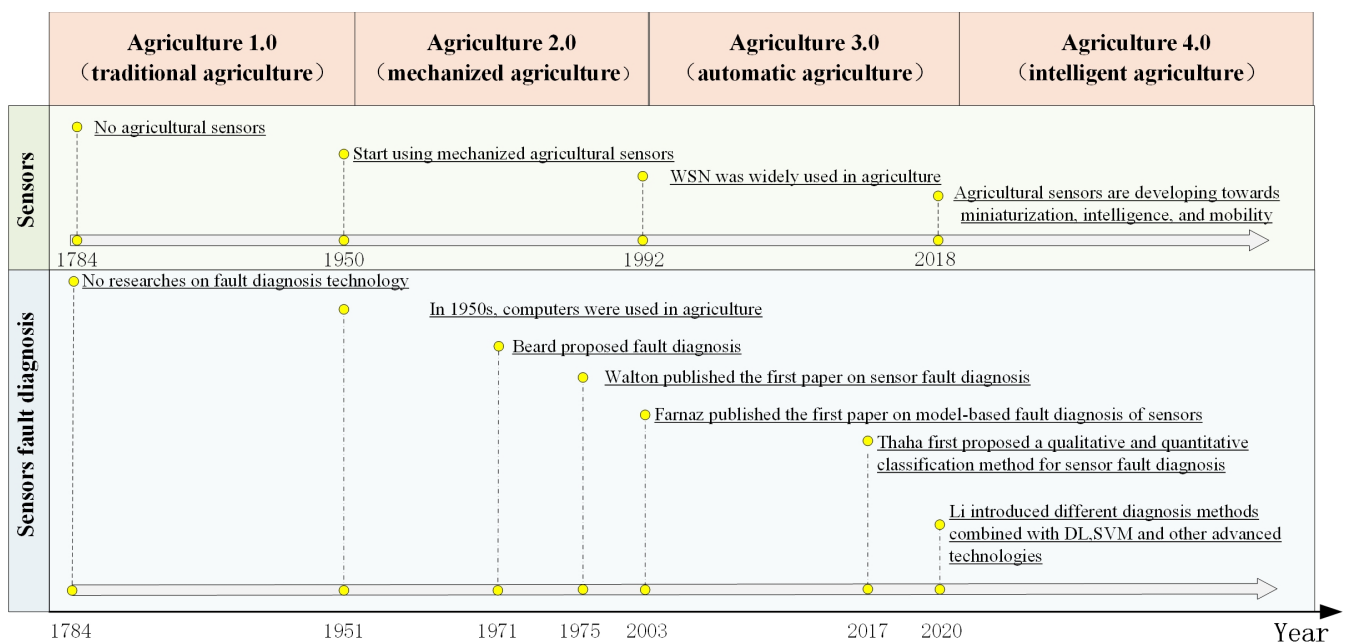 Agriculture 1.0
（traditional agriculture）
Agriculture 2.0
（mechanized agriculture）
Agriculture 3.0
（automatic agriculture）
Agriculture 4.0
（intelligent agriculture）
Sensors
No agricultural sensors
Start using mechanized agricultural sensors
WSN was widely used in agriculture
Agricultural sensors are developing towards
miniaturization, intelligence, and mobility
1784
1950
1992
2018
Sensors fault diagnosis
No researches on fault diagnosis technology
In 1950s, computers were used in agriculture
Beard proposed fault diagnosis
Walton published the first paper on sensor fault diagnosis
Farnaz published the first paper on model-based fault diagnosis of sensors
Thaha first proposed a qualitative and quantitative
classification method for sensor fault diagnosis
Li introduced different diagnosis methods
combined with DL,SVM and other advanced
technologies
1784
1951
1971
1975
2003
2017
2020
Year